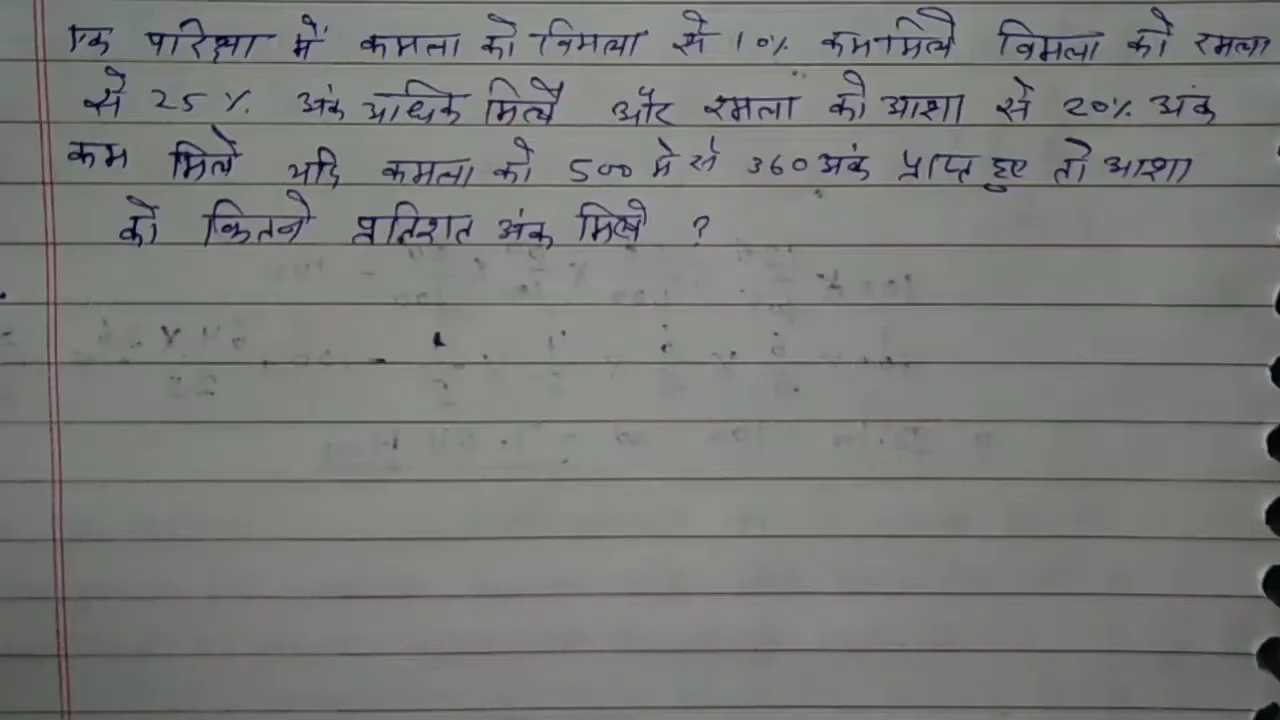 एक परिक्षा में कमला को विमला से 10% कम मिले विमला को रमला
से 25% अंक अधिक मिले और रमला को आशा से 20% अंक
कम मिले यदि कमला को 500 मे से 360 अंक प्राप्त हुए तो आशा
को कितने प्रतिशत अंक मिले ?